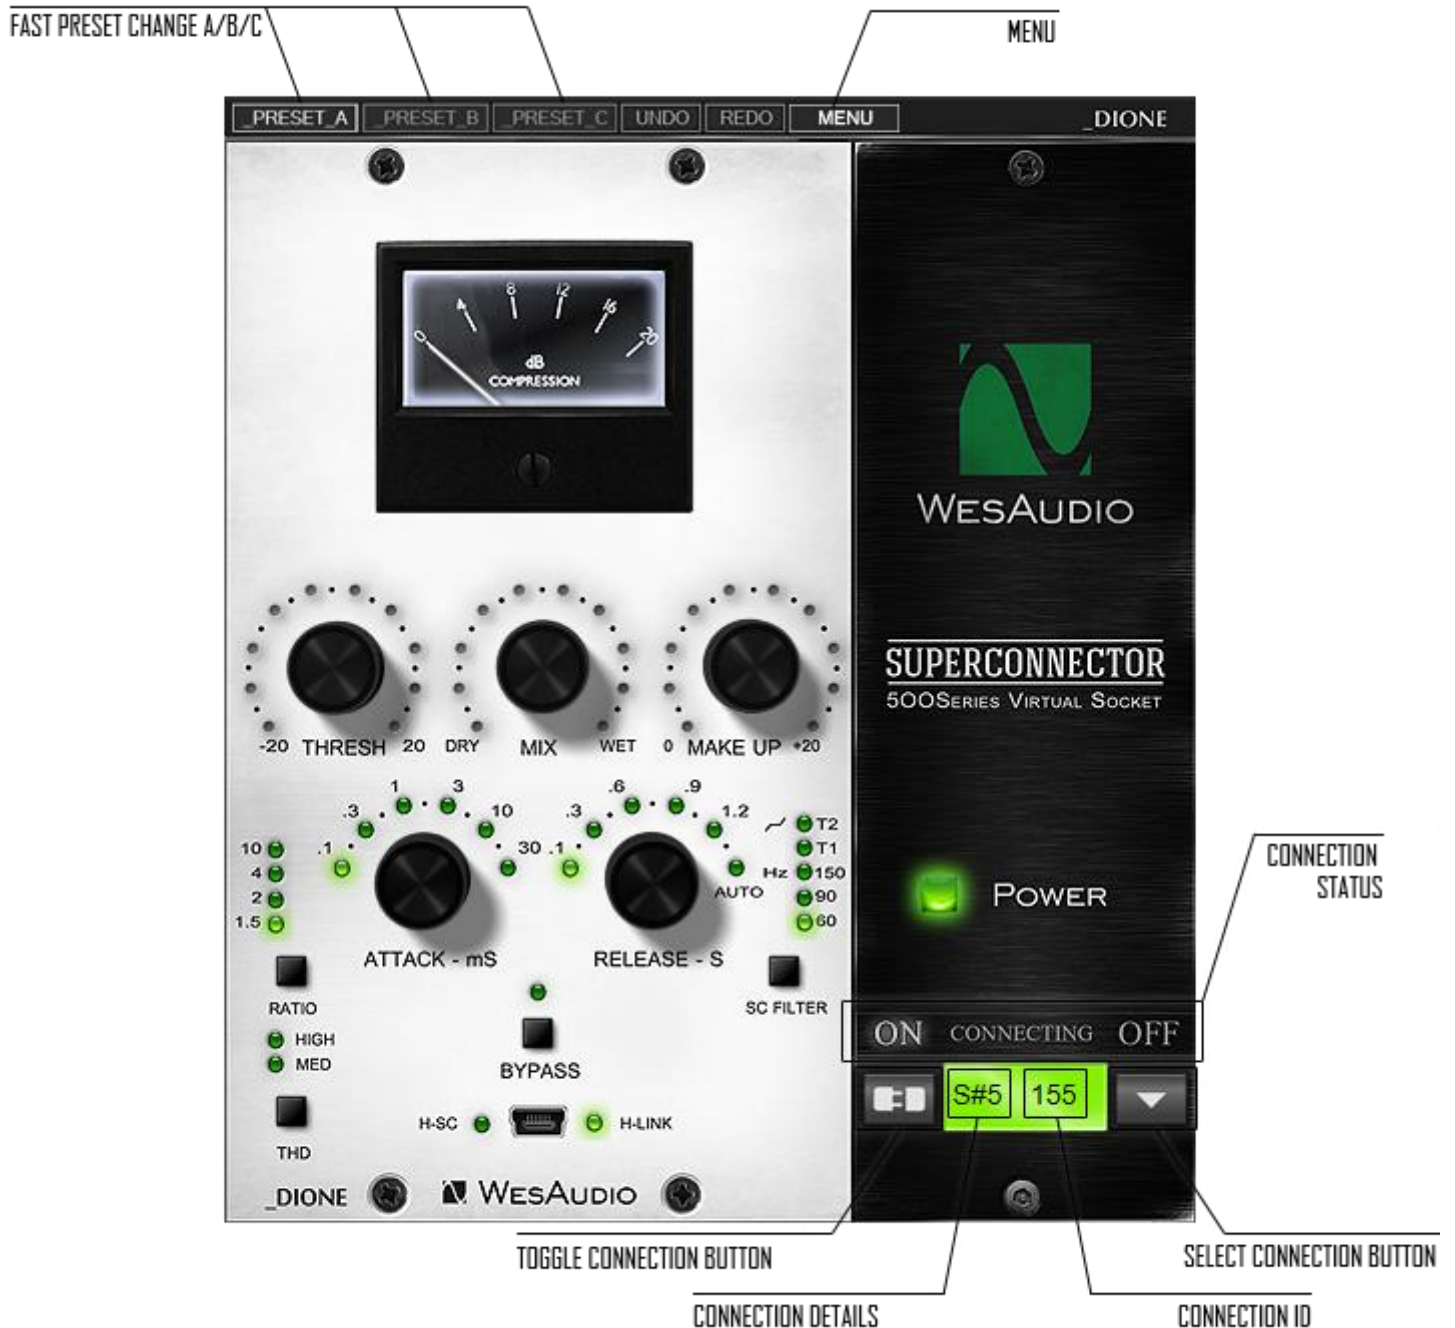 FAST PRESET CHANGE A/B/C
MENU
_PRESET_A _PRESET_B _PRESET_C UNDO REDO MENU _DIONE
0 4 8 12 16 20
dB
COMPRESSION
WESAUDIO
SUPERCONNECTOR
500SERIES VIRTUAL SOCKET
-20 THRESH 20 DRY MIX WET 0 MAKE UP +20
.1 .3 1 3 10 30
.1 .3 .6 .9 1.2 AUTO
10
4
2
1.5
T2
T1
Hz 150
90
60
ATTACK - mS RELEASE - S
RATIO
SC FILTER
HIGH
MED
BYPASS
THD
H-SC H-LINK
_DIONE WESAUDIO
POWER
CONNECTION
STATUS
ON CONNECTING OFF
S#5 155
TOGGLE CONNECTION BUTTON
SELECT CONNECTION BUTTON
CONNECTION DETAILS
CONNECTION ID